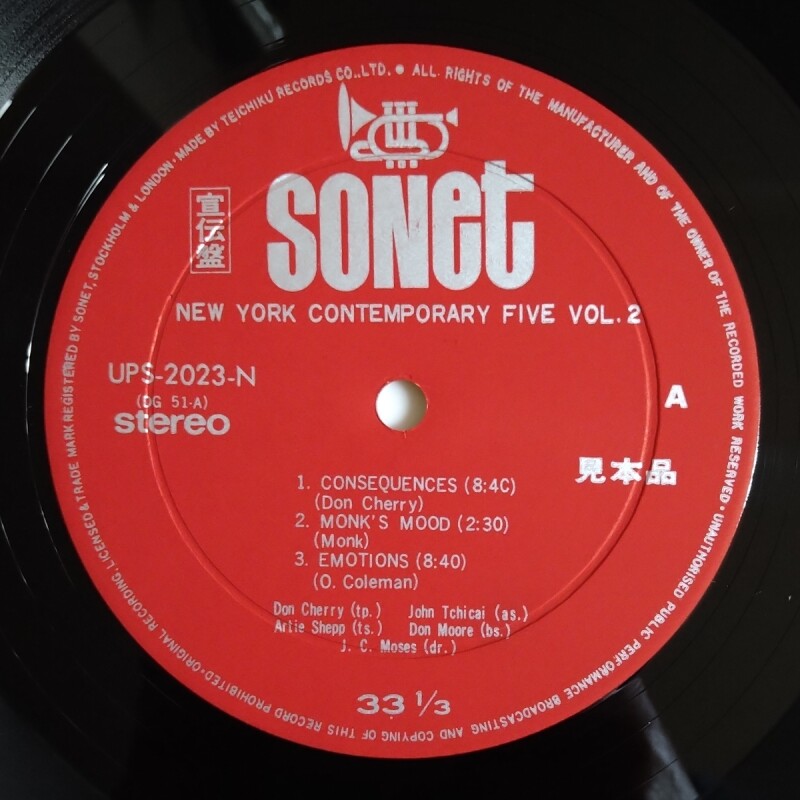 ORIGINAL RECORDING, LICENSED & TRADE MARK REGISTERED BY SONET, STOCKHOLM & LONDON • MADE BY TEICHIKU RECORDS CO.,LTD. • ALL RIGHTS OF THE MANUFACTURER AND OF THE OWNER OF THE RECORDED WORK RESERVED • UNAUTHORISED PUBLIC PERFORMANCE BROADCASTING AND COPYING OF THIS RECORD PROHIBITED •
宣伝盤
sonet
NEW YORK CONTEMPORARY FIVE VOL.2
UPS-2023-N
(DG 51-A)
stereo
A
見本品
1. CONSEQUENCES (8:4C)
(Don Cherry)
2. MONK'S MOOD (2:30)
(Monk)
3. EMOTIONS (8:40)
(O. Coleman)
Don Cherry (tp.) John Tchicai (as.)
Artie Shepp (ts.) Don Moore (bs.)
J. C. Moses (dr.)
33 1/3